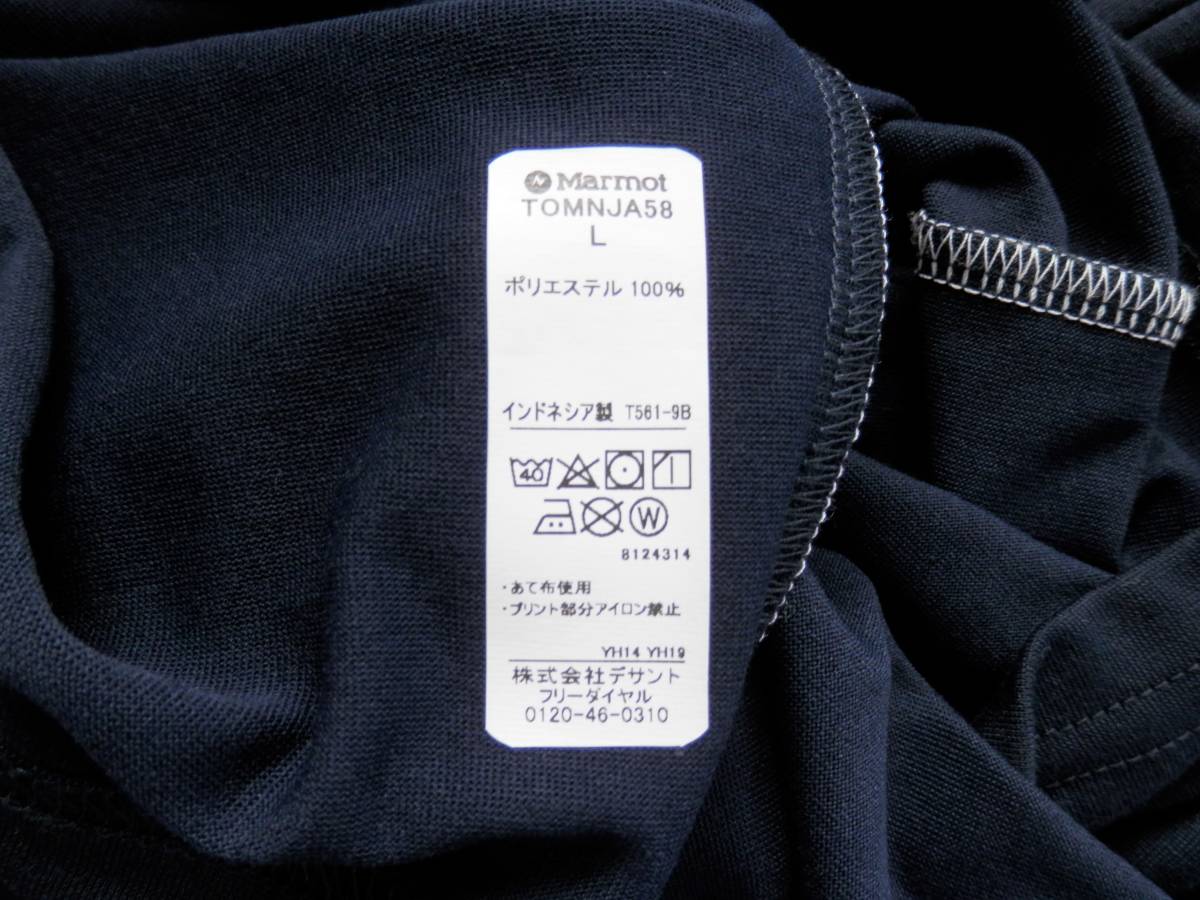 Marmot
TOMNJA58
L
ポリエステル 100%
インドネシア製 T561-9B
40
W
8124314
・あて布使用
・プリント部分アイロン禁止
YH14 YH19
株式会社デサント
フリーダイヤル
0120-46-0310